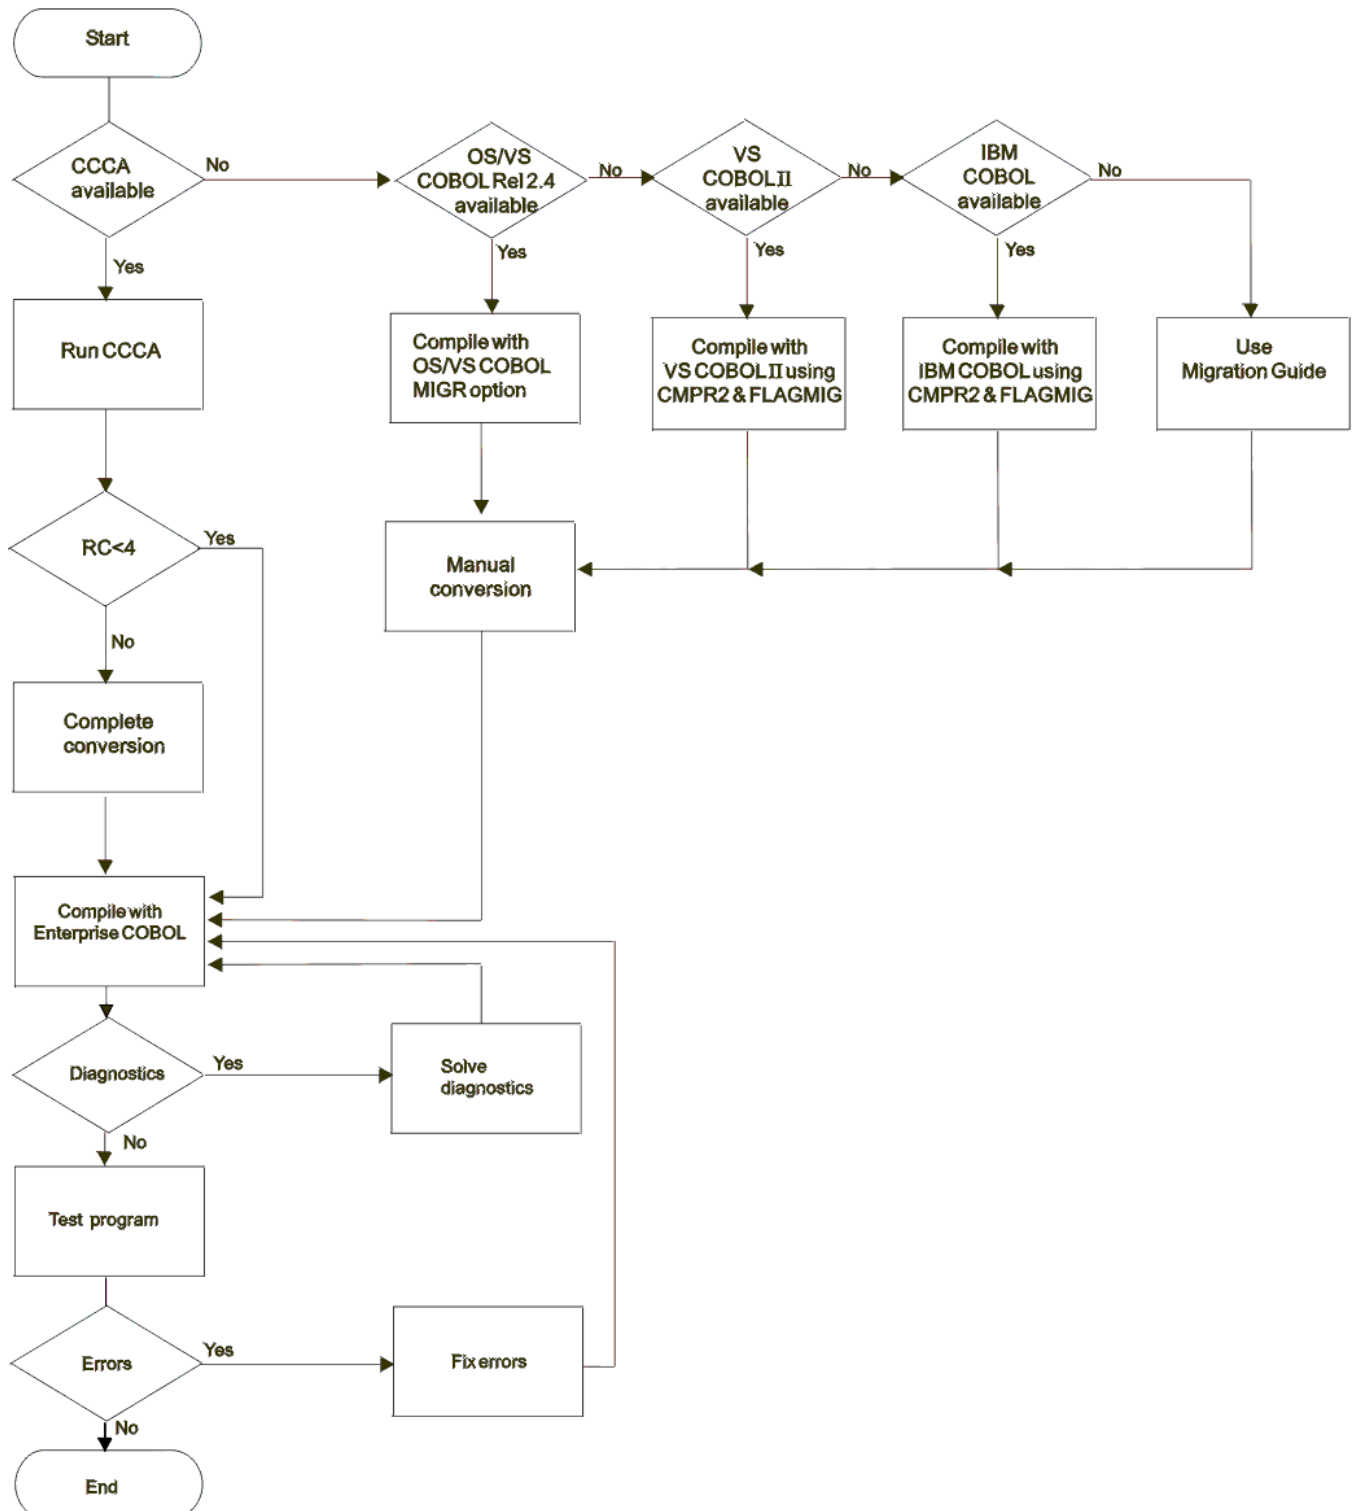 Start
CCCA
available
No
OS/VS
COBOL Rel 2.4
available
No
VS
COBOL II
available
No
IBM
COBOL
available
No
Yes
Yes
Yes
Yes
Run CCCA
Compile with
OS/VS COBOL
MIGR option
Compile with
VS COBOL II using
CMPR2 & FLAGMIG
Compile with
IBM COBOL using
CMPR2 & FLAGMIG
Use
Migration Guide
RC<4
Yes
Manual
conversion
No
Complete
conversion
Compile with
Enterprise COBOL
Diagnostics
Yes
Solve
diagnostics
No
Test program
Errors
Yes
Fix errors
No
End